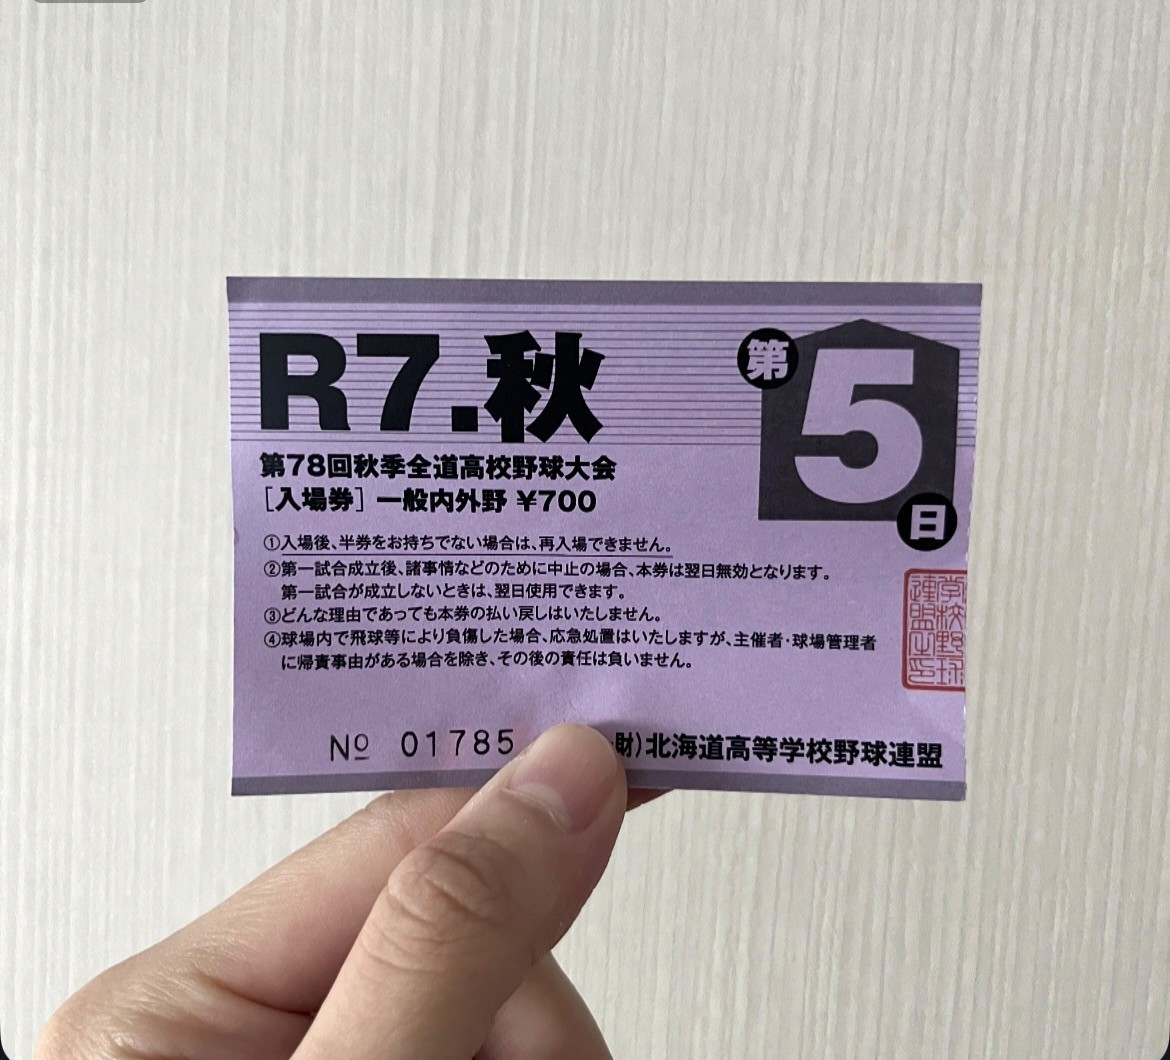 R7.秋
第5日
第78回秋季全道高校野球大会
［入場券］一般内外野 ¥700
①入場後、半券をお持ちでない場合は、再入場できません。
②第一試合成立後、諸事情などのために中止の場合、本券は翌日無効となります。
第一試合が成立しないときは、翌日使用できます。
③どんな理由であっても本券の払い戻しはいたしません。
④球場内で飛球等により負傷した場合、応急処置はいたしますが、主催者・球場管理者
に帰責事由がある場合を除き、その後の責任は負いません。
学校野球
連盟之印
№ 01785
財）北海道高等学校野球連盟